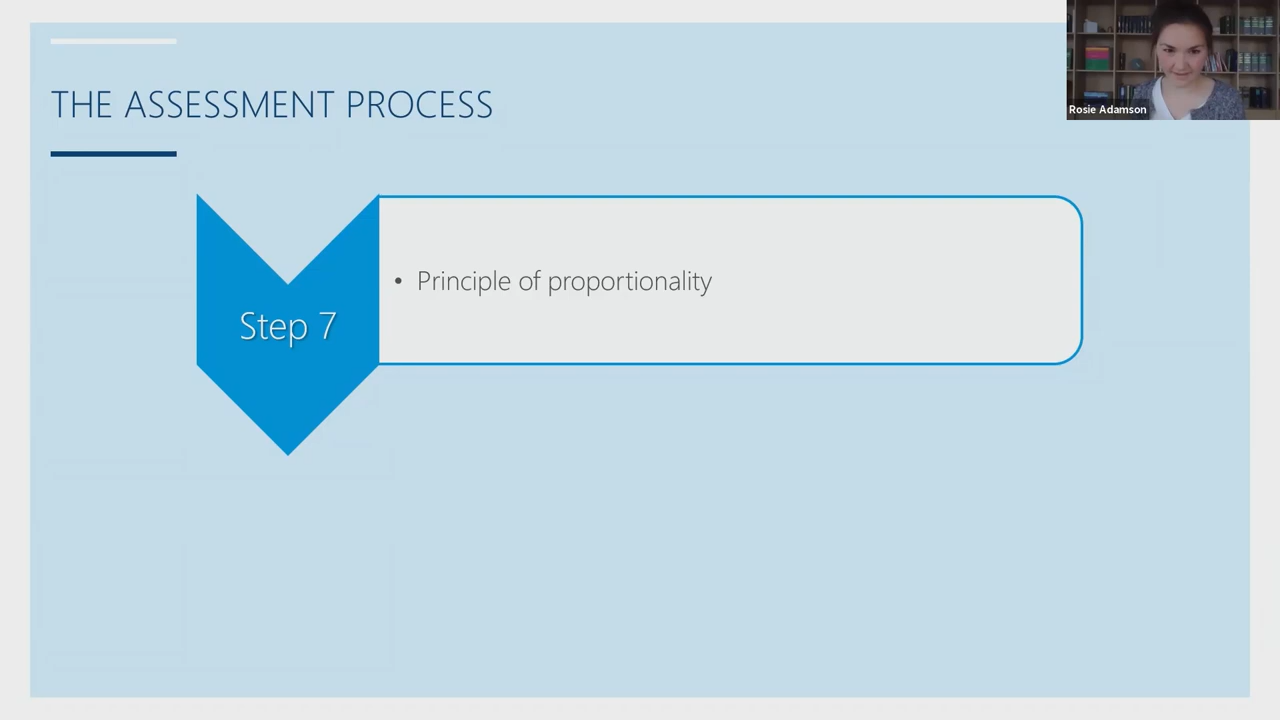 THE ASSESSMENT PROCESS
Rosie Adamson
Step 7
• Principle of proportionality